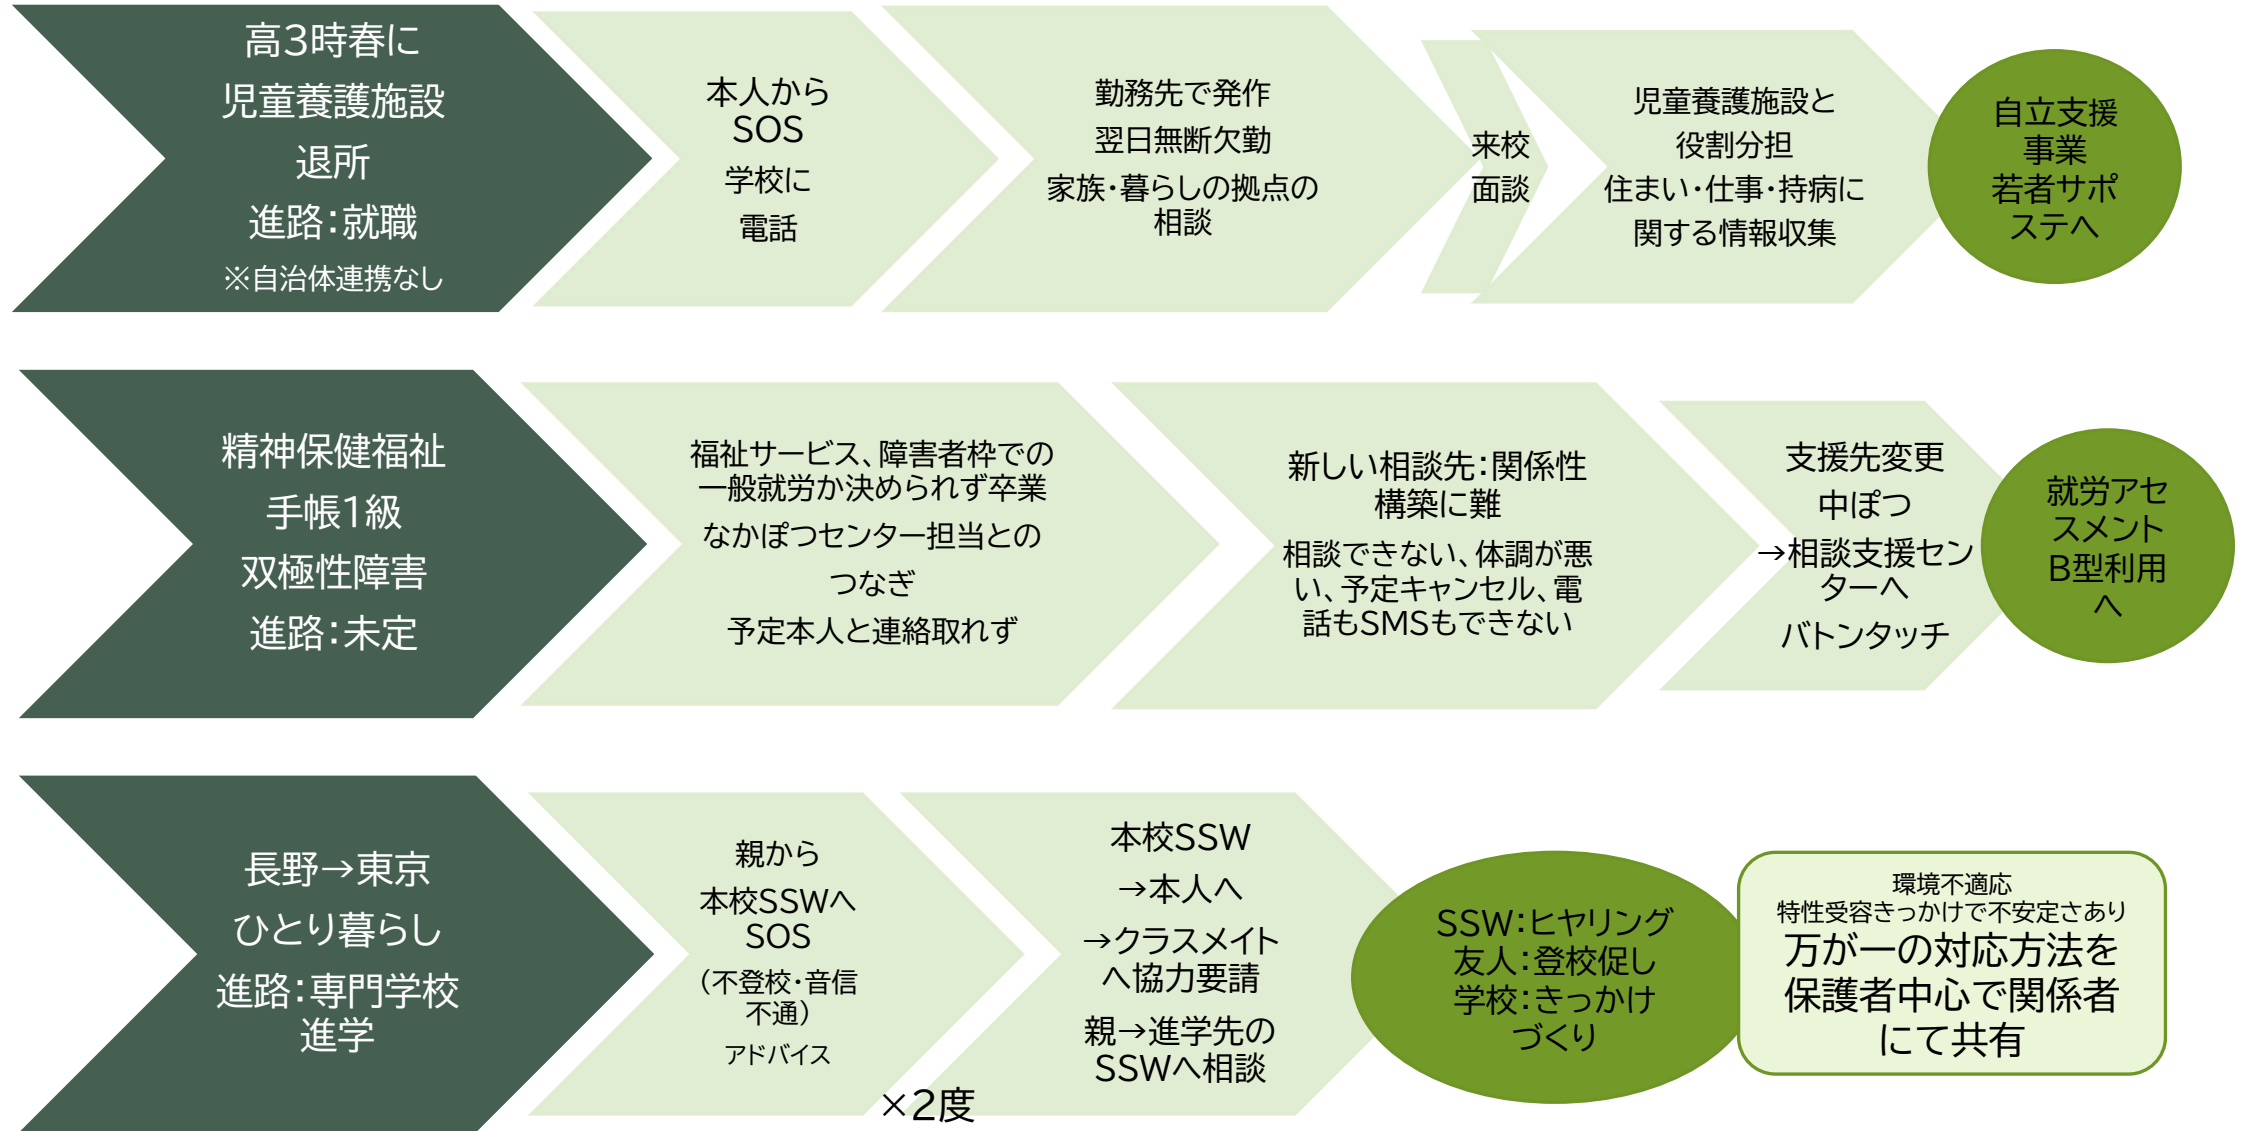 高3時春に
児童養護施設
退所
進路：就職
※自治体連携なし
本人から
SOS
学校に
電話
勤務先で発作
翌日無断欠勤
家族・暮らしの拠点の
相談
来校
面談
児童養護施設と
役割分担
住まい・仕事・持病に
関する情報収集
自立支援
事業
若者サポ
ステへ
精神保健福祉
手帳1級
双極性障害
進路：未定
福祉サービス、障害者枠での
一般就労か決められず卒業
なかぽつセンター担当との
つなぎ
予定本人と連絡取れず
新しい相談先：関係性
構築に難
相談できない、体調が悪
い、予定キャンセル、電
話もSMSもできない
支援先変更
中ぽつ
→相談支援セン
ターへ
バトンタッチ
就労アセ
スメント
B型利用
へ
長野→東京
ひとり暮らし
進路：専門学校
進学
親から
本校SSWへ
SOS
（不登校・音信
不通）
アドバイス
×2度
本校SSW
→本人へ
→クラスメイト
へ協力要請
親→進学先の
SSWへ相談
SSW：ヒヤリング
友人：登校促し
学校：きっかけ
づくり
環境不適応
特性受容きっかけで不安定さあり
万が一の対応方法を
保護者中心で関係者
にて共有